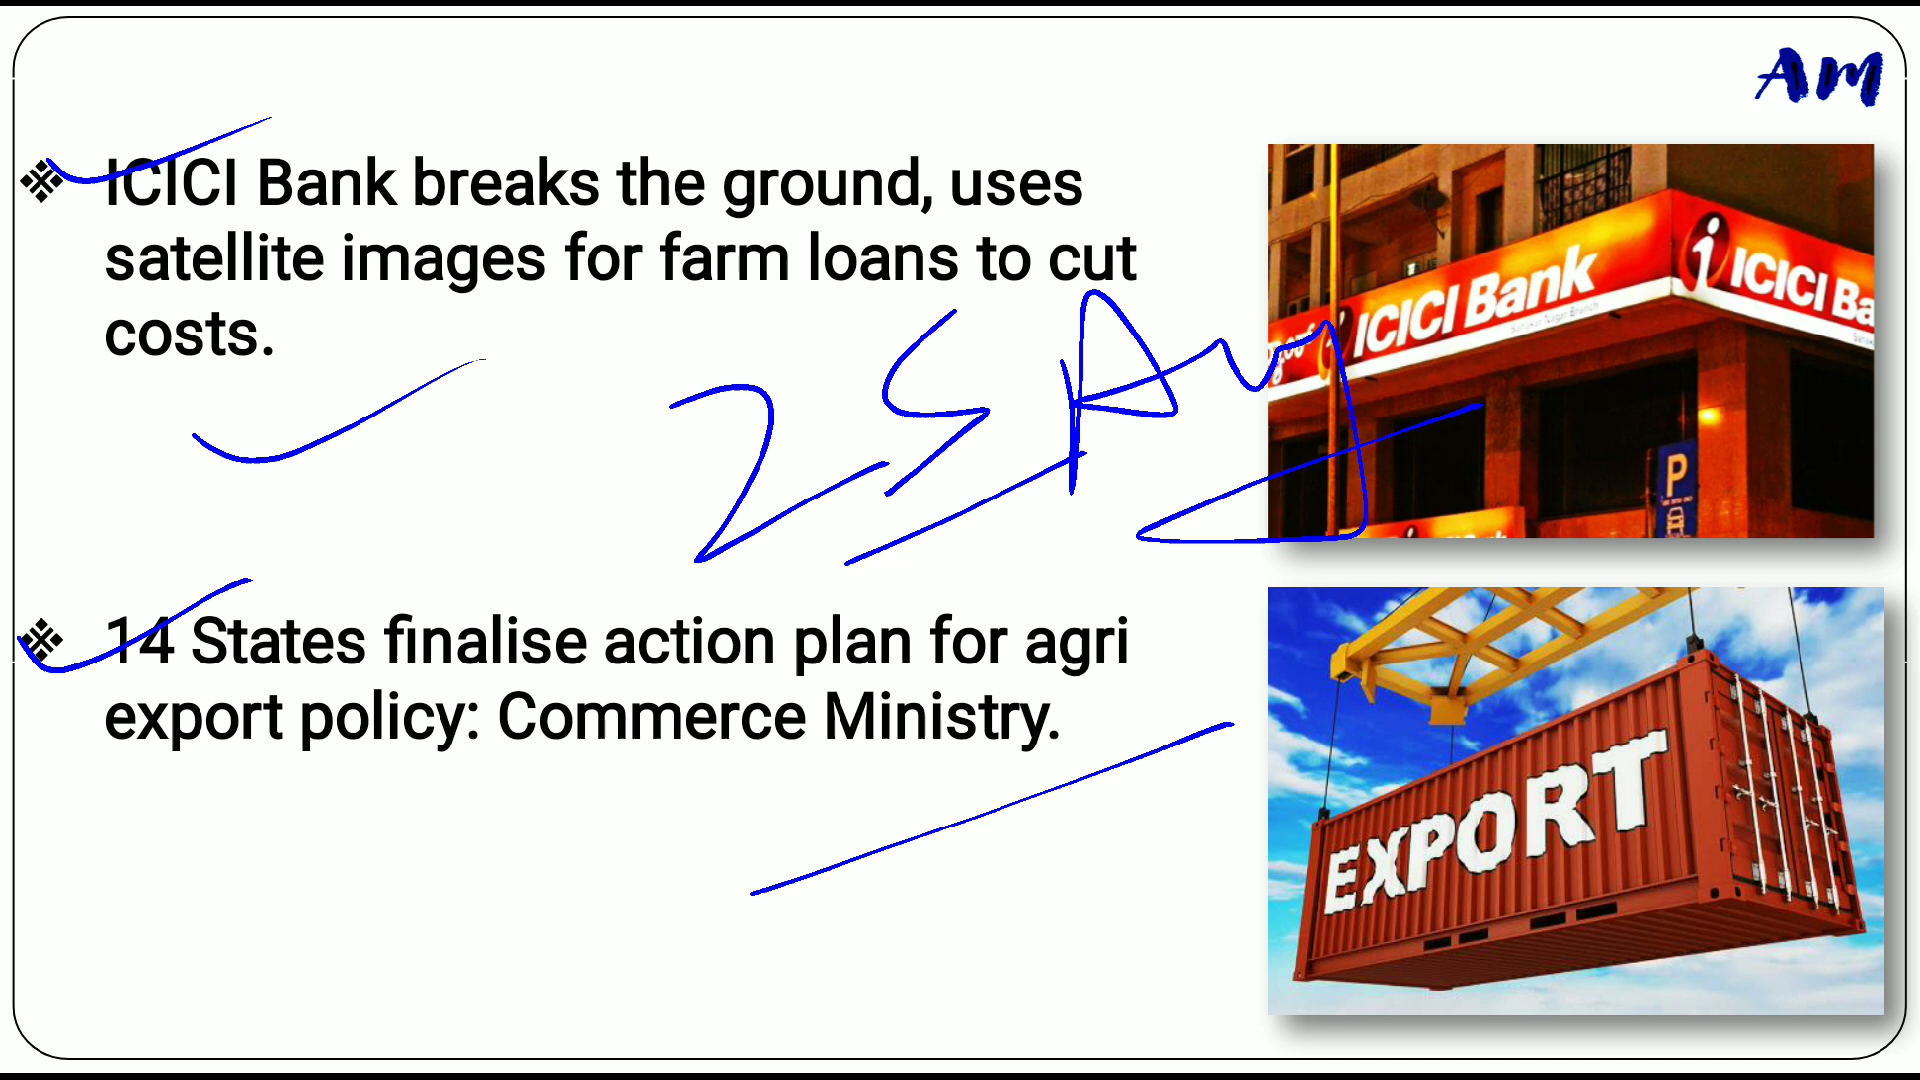 AM
ICICI Bank breaks the ground, uses
satellite images for farm loans to cut
costs.
ICICI Bank
ICICI Ba
P
14 States finalise action plan for agri
export policy: Commerce Ministry.
EXPORT